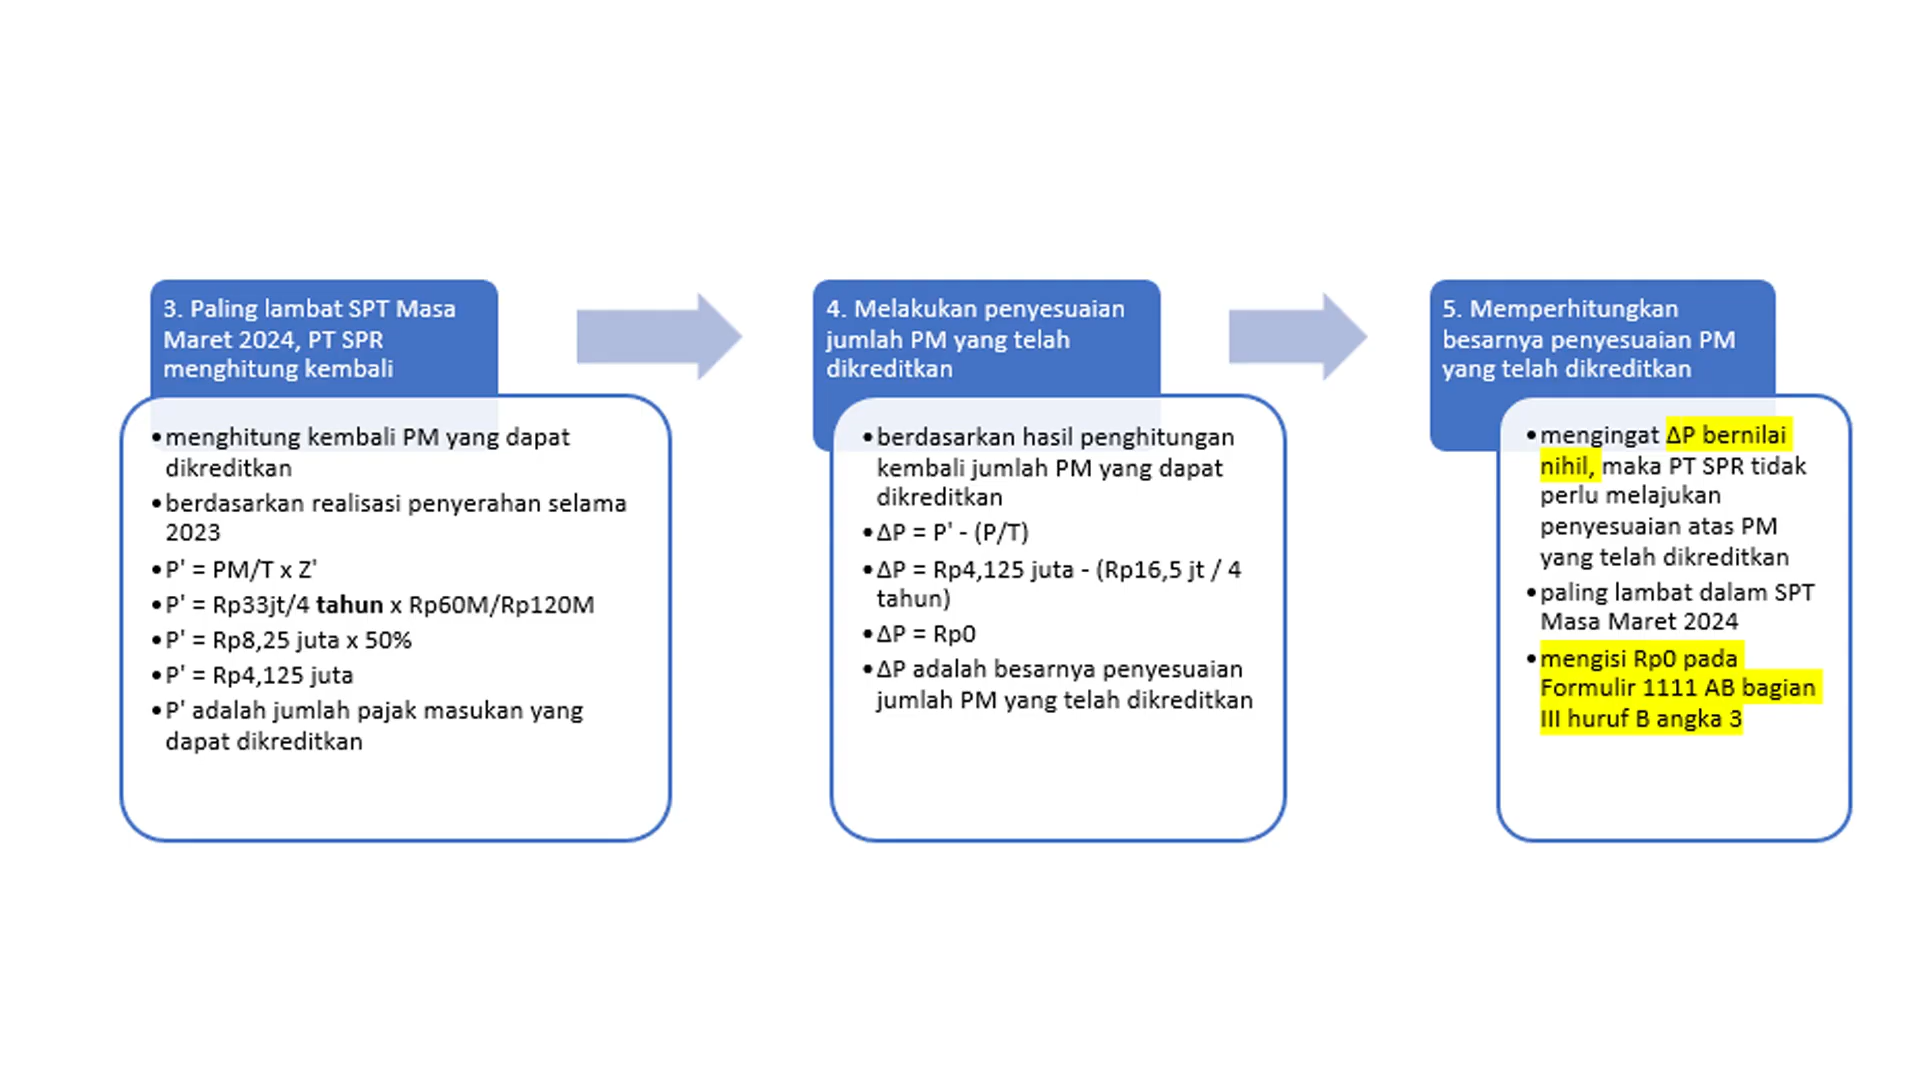 3. Paling lambat SPT Masa
Maret 2024, PT SPR
menghitung kembali
•menghitung kembali PM yang dapat
dikreditkan
•berdasarkan realisasi penyerahan selama
2023
•P' = PM/T x Z'
•P' = Rp33jt/4 tahun x Rp60M/Rp120M
•P' = Rp8,25 juta x 50%
•P' = Rp4,125 juta
•P' adalah jumlah pajak masukan yang
dapat dikreditkan
4. Melakukan penyesuaian
jumlah PM yang telah
dikreditkan
•berdasarkan hasil penghitungan
kembali jumlah PM yang dapat
dikreditkan
•ΔP = P' - (P/T)
•ΔP = Rp4,125 juta - (Rp16,5 jt / 4
tahun)
•ΔP = Rp0
•ΔP adalah besarnya penyesuaian
jumlah PM yang telah dikreditkan
5. Memperhitungkan
besarnya penyesuaian PM
yang telah dikreditkan
•mengingat ΔP bernilai
nihil, maka PT SPR tidak
perlu melajukan
penyesuaian atas PM
yang telah dikreditkan
•paling lambat dalam SPT
Masa Maret 2024
•mengisi Rp0 pada
Formulir 1111 AB bagian
III huruf B angka 3